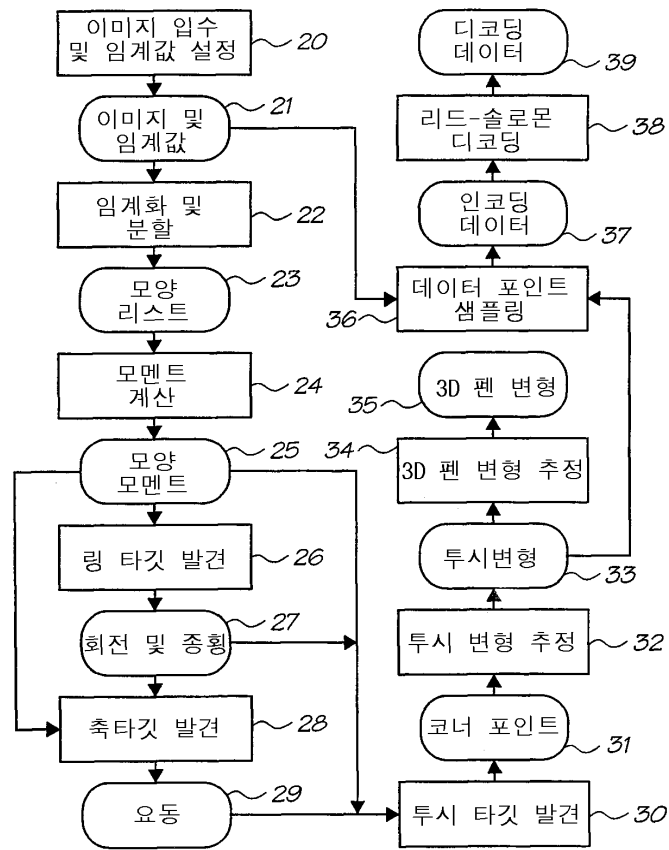 이미지 입수
및 임계값 설정
20
이미지 및
임계값
21
임계화 및
분할
22
모양
리스트
23
모멘트
계산
24
모양
모멘트
25
링 타깃 발견
26
회전 및 종횡
27
축타깃 발견
28
요동
29
투시 타깃 발견
30
코너 포인트
31
투시 변형 추정
32
투시변형
33
3D 펜 변형 추정
34
3D 펜 변형
35
데이터 포인트
샘플링
36
인코딩
데이터
37
리드-솔로몬
디코딩
38
디코딩
데이터
39